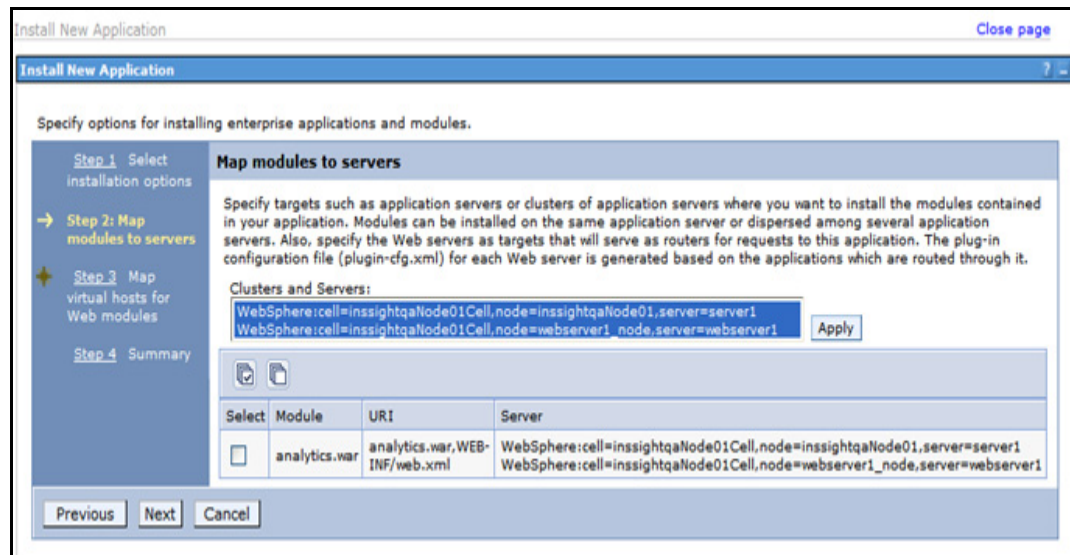 Install New Application
Close page
Install New Application
? –
Specify options for installing enterprise applications and modules.
Step 1 Select
installation options
Step 2: Map
modules to servers
Step 3 Map
virtual hosts for
Web modules
Step 4 Summary
Map modules to servers
Specify targets such as application servers or clusters of application servers where you want to install the modules contained
in your application. Modules can be installed on the same application server or dispersed among several application
servers. Also, specify the Web servers as targets that will serve as routers for requests to this application. The plug-in
configuration file (plugin-cfg.xml) for each Web server is generated based on the applications which are routed through it.
Clusters and Servers:
WebSphere:cell=inssightqaNode01Cell,node=inssightqaNode01,server=server1
WebSphere:cell=inssightqaNode01Cell,node=webserver1_node,server=webserver1
Apply
Select Module URI Server
analytics.war
analytics.war,WEB-
INF/web.xml
WebSphere:cell=inssightqaNode01Cell,node=inssightqaNode01,server=server1
WebSphere:cell=inssightqaNode01Cell,node=webserver1_node,server=webserver1
Previous Next Cancel